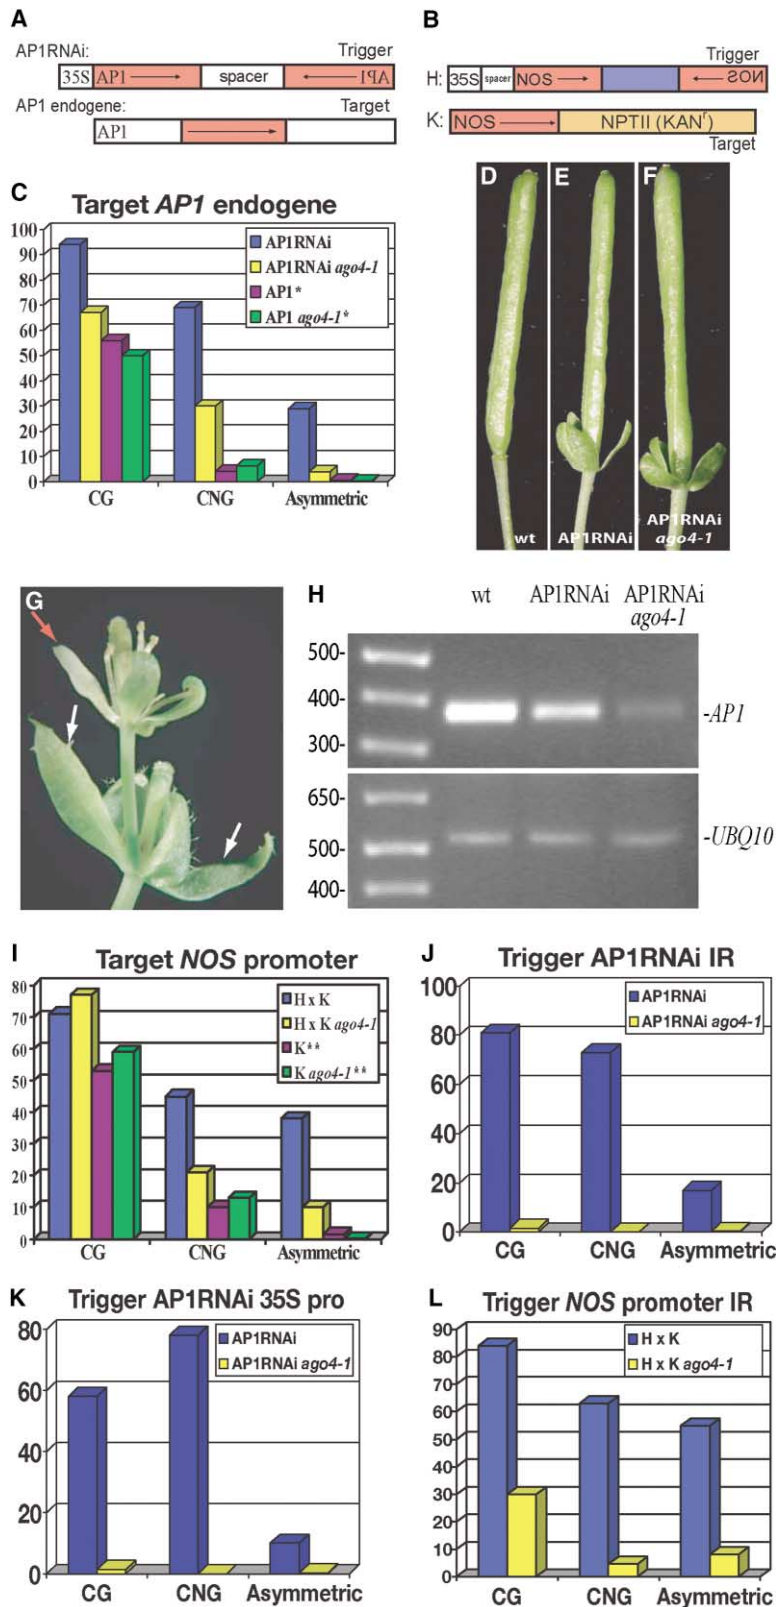 A
AP1RNAi:
Trigger
35S AP1 spacer AP1
AP1 endogene:
Target
AP1
B
Trigger
H: 35S spacer NOS NOS
K: NOS NPTII (KANr)
Target
C
Target AP1 endogene
100
90
80
70
60
50
40
30
20
10
0
AP1RNAi
AP1RNAi ago4-1
AP1*
AP1 ago4-1*
CG CNG Asymmetric
D E F
wt AP1RNAi AP1RNAi
ago4-1
G
H
wt AP1RNAi AP1RNAi
ago4-1
500-
400-
300-
-AP1
650-
500-
400-
-UBQ10
I
Target NOS promoter
80
70
60
50
40
30
20
10
0
H x K
H x K ago4-1
K**
K ago4-1**
CG CNG Asymmetric
J
Trigger AP1RNAi IR
100
80
60
40
20
0
AP1RNAi
AP1RNAi ago4-1
CG CNG Asymmetric
K
Trigger AP1RNAi 35S pro
80
60
40
20
0
AP1RNAi
AP1RNAi ago4-1
CG CNG Asymmetric
L
Trigger NOS promoter IR
90
80
70
60
50
40
30
20
10
0
H x K
H x K ago4-1
CG CNG Asymmetric